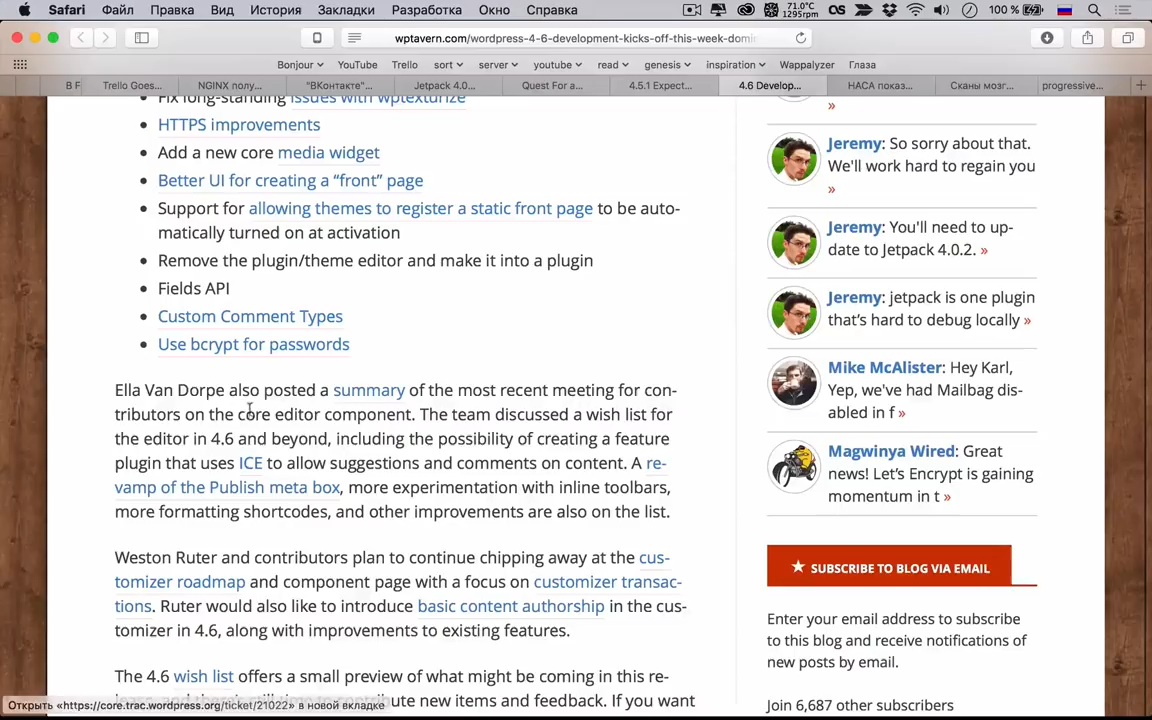 Safari Файл Правка Вид История Закладки Разработка Окно Справка 71.0°C 1295rpm 100 %
wptavern.com/wordpress-4-6-development-kicks-off-this-week-domi
Bonjour YouTube Trello sort server youtube read genesis inspiration Wappalyzer Глаза
В F Trello Goes... NGINX полу... "ВКонтакте"... Jetpack 4.0... Quest For a... 4.5.1 Expect... 4.6 Develop... НАСА показ... Сканы мозг... progressive...
Fix long-standing issues with wptexturize
HTTPS improvements
Add a new core media widget
Better UI for creating a “front” page
Support for allowing themes to register a static front page to be auto-
matically turned on at activation
Remove the plugin/theme editor and make it into a plugin
Fields API
Custom Comment Types
Use bcrypt for passwords
Ella Van Dorpe also posted a summary of the most recent meeting for con-
tributors on the core editor component. The team discussed a wish list for
the editor in 4.6 and beyond, including the possibility of creating a feature
plugin that uses ICE to allow suggestions and comments on content. A re-
vamp of the Publish meta box, more experimentation with inline toolbars,
more formatting shortcodes, and other improvements are also on the list.
Weston Ruter and contributors plan to continue chipping away at the cus-
tomizer roadmap and component page with a focus on customizer transac-
tions. Ruter would also like to introduce basic content authorship in the cus-
tomizer in 4.6, along with improvements to existing features.
The 4.6 wish list offers a small preview of what might be coming in this re-
new items and feedback. If you want
»
Jeremy: So sorry about that.
We'll work hard to regain you
»
Jeremy: You'll need to up-
date to Jetpack 4.0.2. »
Jeremy: jetpack is one plugin
that’s hard to debug locally »
Mike McAlister: Hey Karl,
Yep, we've had Mailbag dis-
abled in f »
Magwinya Wired: Great
news! Let’s Encrypt is gaining
momentum in t »
★ SUBSCRIBE TO BLOG VIA EMAIL
Enter your email address to subscribe
to this blog and receive notifications of
new posts by email.
Join 6,687 other subscribers
Открыть «https://core.trac.wordpress.org/ticket/21022» в новой вкладке